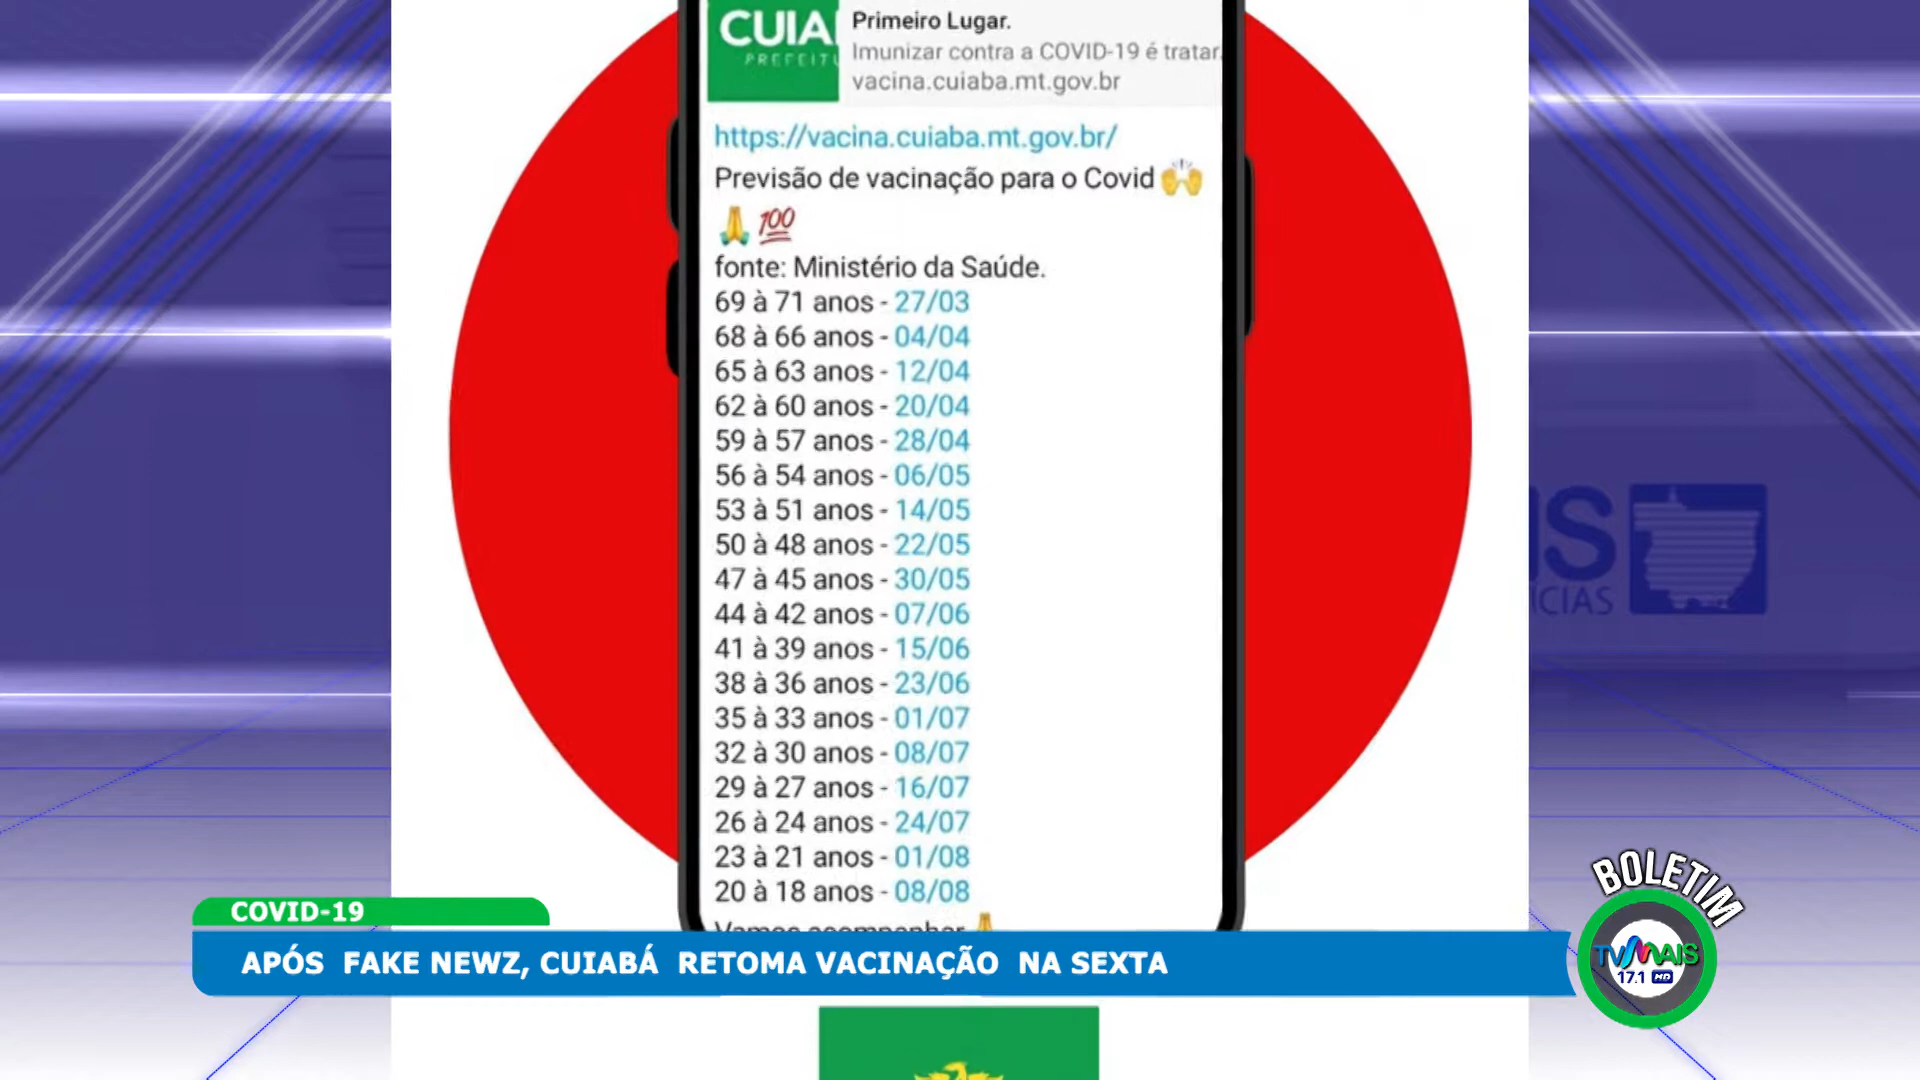 CUIA
PREFEITU
Primeiro Lugar.
Imunizar contra a COVID-19 é tratar
vacina.cuiaba.mt.gov.br
https://vacina.cuiaba.mt.gov.br/
Previsão de vacinação para o Covid 🙌
🙏 💯
fonte: Ministério da Saúde.
69 à 71 anos - 27/03
68 à 66 anos - 04/04
65 à 63 anos - 12/04
62 à 60 anos - 20/04
59 à 57 anos - 28/04
56 à 54 anos - 06/05
53 à 51 anos - 14/05
50 à 48 anos - 22/05
47 à 45 anos - 30/05
44 à 42 anos - 07/06
41 à 39 anos - 15/06
38 à 36 anos - 23/06
35 à 33 anos - 01/07
32 à 30 anos - 08/07
29 à 27 anos - 16/07
26 à 24 anos - 24/07
23 à 21 anos - 01/08
20 à 18 anos - 08/08
Vamos acompanhar 🙏
IS
ÍCIAS
COVID-19
APÓS FAKE NEWZ, CUIABÁ RETOMA VACINAÇÃO NA SEXTA
BOLETIM
TVMAIS
17.1 HD